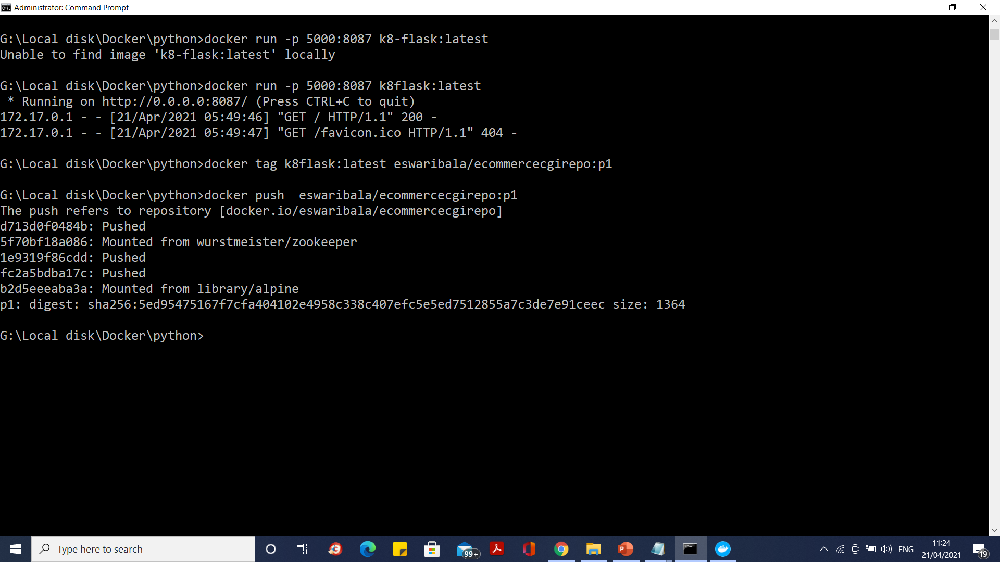 Administrator: Command Prompt
G:\Local disk\Docker\python>docker run -p 5000:8087 k8-flask:latest
Unable to find image 'k8-flask:latest' locally
G:\Local disk\Docker\python>docker run -p 5000:8087 k8flask:latest
 * Running on http://0.0.0.0:8087/ (Press CTRL+C to quit)
172.17.0.1 - - [21/Apr/2021 05:49:46] "GET / HTTP/1.1" 200 -
172.17.0.1 - - [21/Apr/2021 05:49:47] "GET /favicon.ico HTTP/1.1" 404 -
G:\Local disk\Docker\python>docker tag k8flask:latest eswaribala/ecommercecgirepo:p1
G:\Local disk\Docker\python>docker push  eswaribala/ecommercecgirepo:p1
The push refers to repository [docker.io/eswaribala/ecommercecgirepo]
d713d0f0484b: Pushed
5f70bf18a086: Mounted from wurstmeister/zookeeper
1e9319f86cdd: Pushed
fc2a5bdba17c: Pushed
b2d5eeeaba3a: Mounted from library/alpine
p1: digest: sha256:5ed95475167f7cfa404102e4958c338c407efc5e5ed7512855a7c3de7e91ceec size: 1364
G:\Local disk\Docker\python>
Type here to search
99+
ENG
11:24
21/04/2021
19